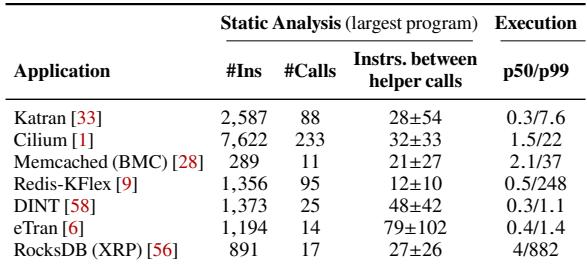 Static Analysis (largest program) Execution
Application #Ins #Calls Instrs. between helper calls p50/p99
Katran [33] 2,587 88 28±54 0.3/7.6
Cilium [1] 7,622 233 32±33 1.5/22
Memcached (BMC) [28] 289 11 21±27 2.1/37
Redis-KFlex [9] 1,356 95 12±10 0.5/248
DINT [58] 1,373 25 48±42 0.3/1.1
eTran [6] 1,194 14 79±102 0.4/1.4
RocksDB (XRP) [56] 891 17 27±26 4/882